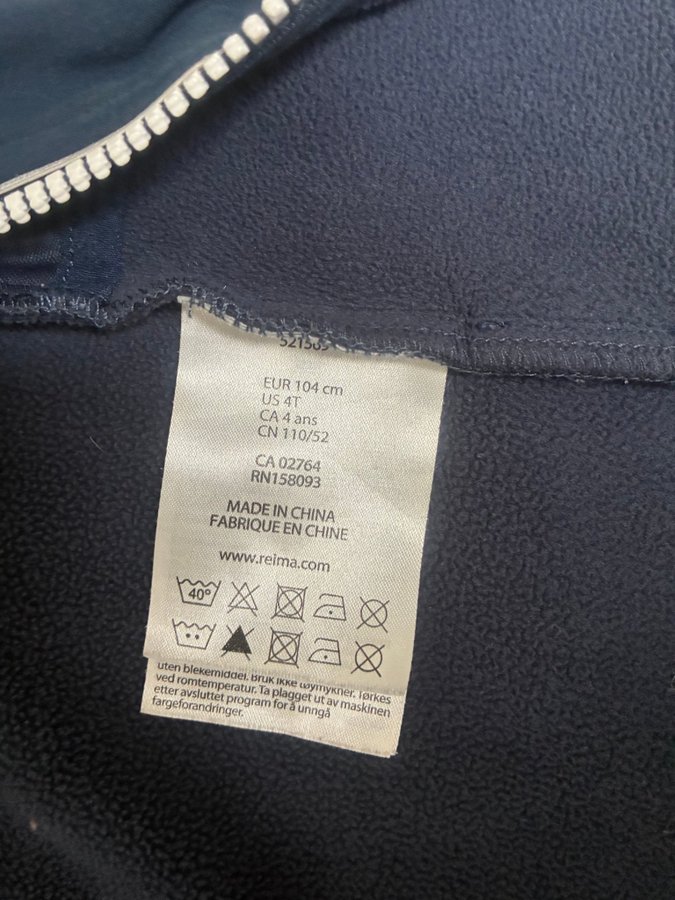 521569
EUR 104 cm
US 4T
CA 4 ans
CN 110/52
CA 02764
RN158093
MADE IN CHINA
FABRIQUE EN CHINE
www.reima.com
40°
uten blekemiddel. Bruk ikke tøymykner. Tørkes
ved romtemperatur. Ta plagget ut av maskinen
etter avsluttet program for å unngå
fargeforandringer.